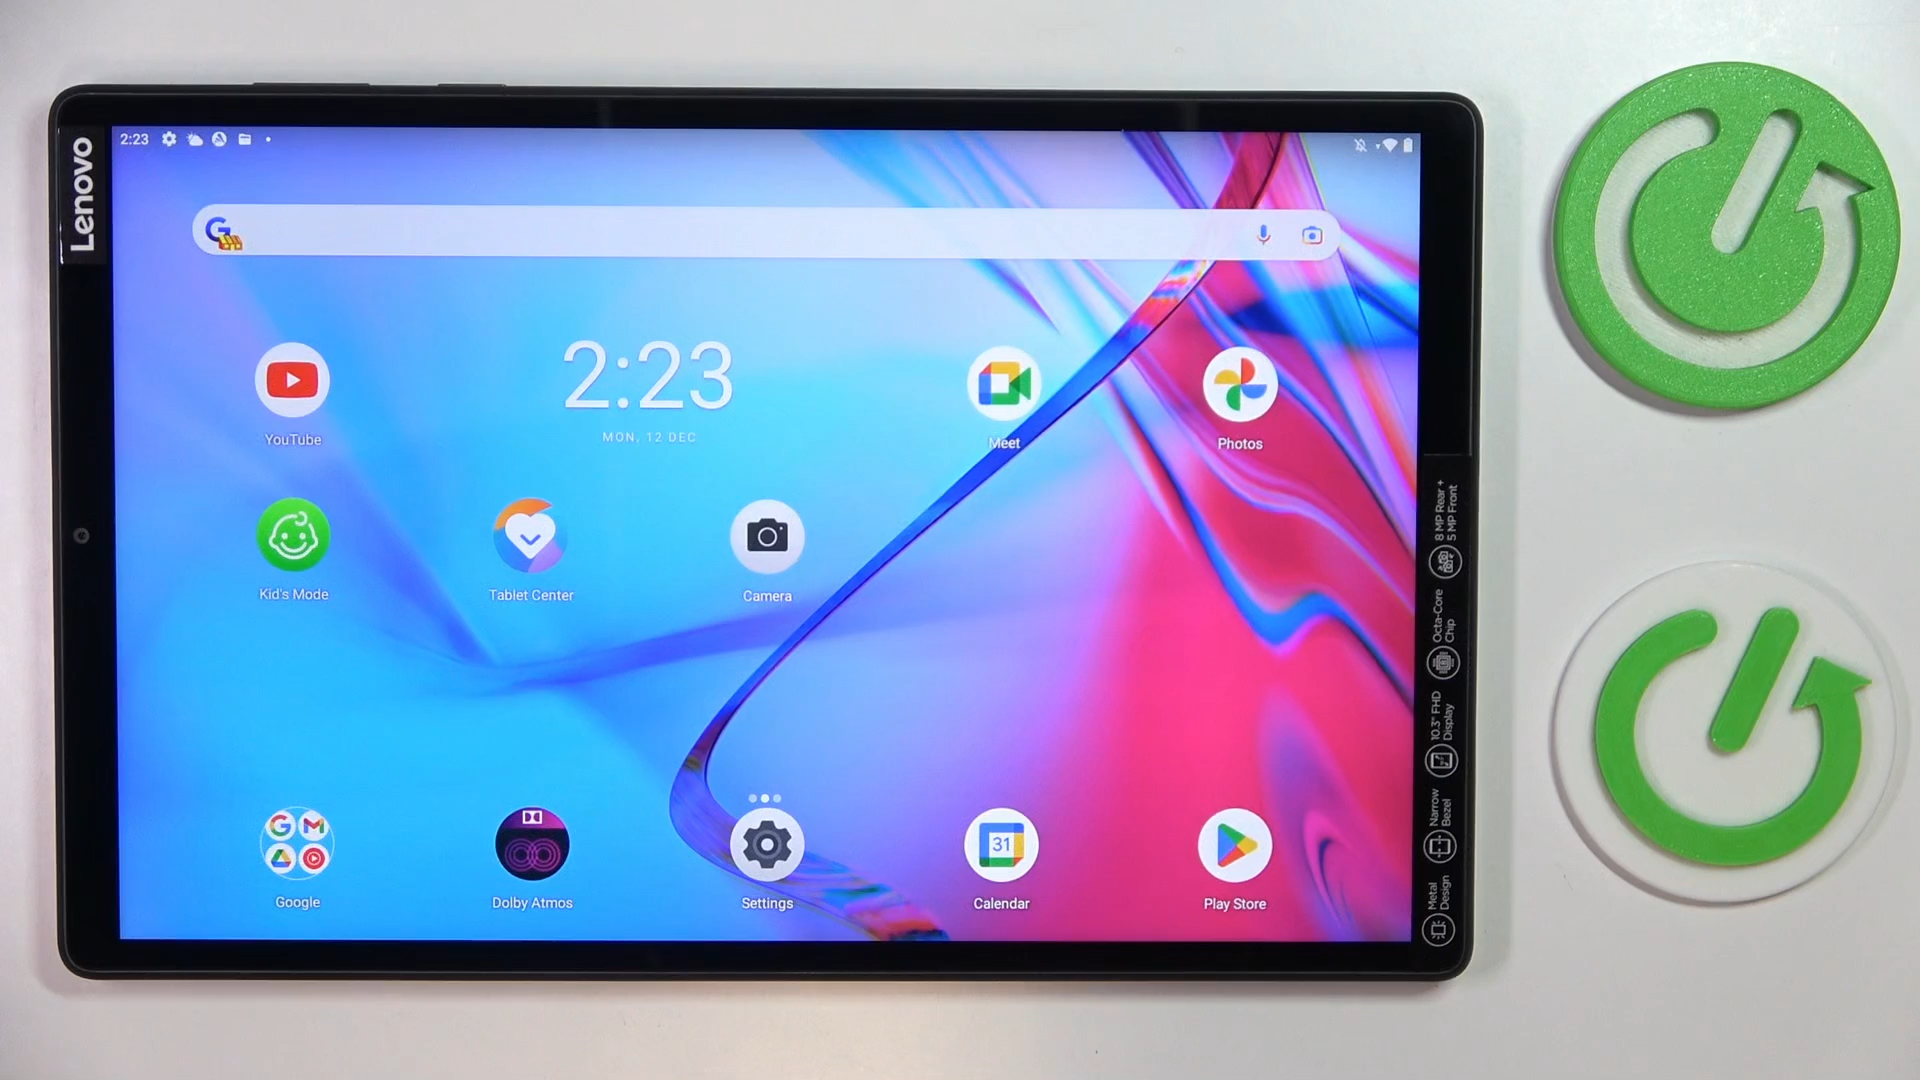 Lenovo
2:23
2:23
MON, 12 DEC
YouTube
Meet
Photos
Kid's Mode
Tablet Center
Camera
31
Google
Dolby Atmos
Settings
Calendar
Play Store
8 MP Rear +
5 MP Front
Octa-Core
Chip
10.3" FHD
Display
Narrow
Bezel
Metal
Design